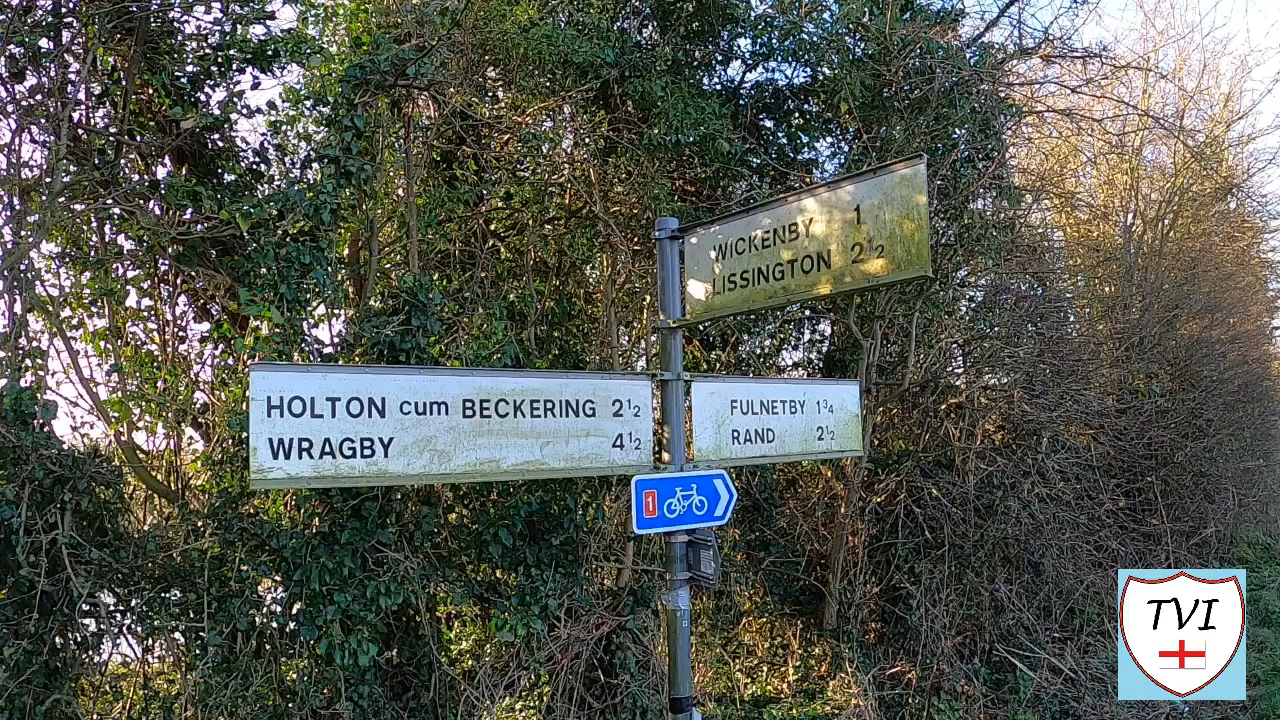 WICKENBY 1
LISSINGTON 2½
HOLTON cum BECKERING 2½
WRAGBY 4½
FULNETBY 1¾
RAND 2½
1
TVI